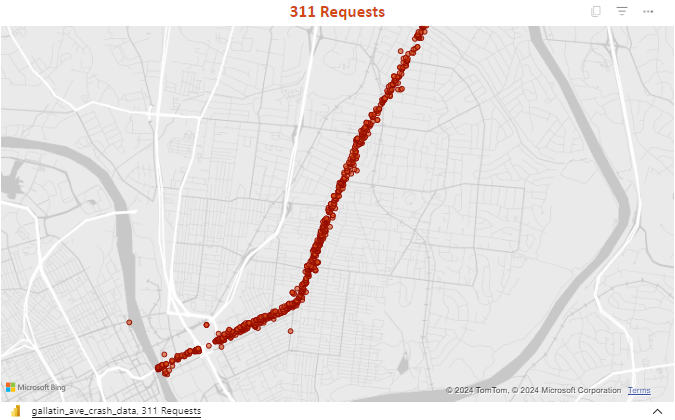 311 Requests
Microsoft Bing
© 2024 TomTom, © 2024 Microsoft Corporation Terms
gallatin_ave_crash_data, 311 Requests